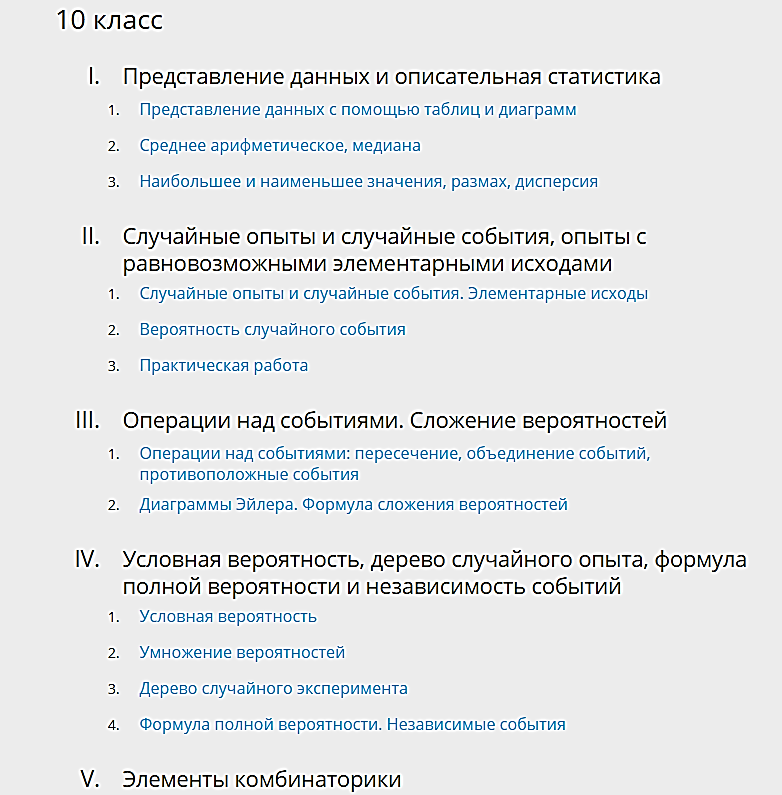 10 класс
I. Представление данных и описательная статистика
1. Представление данных с помощью таблиц и диаграмм
2. Среднее арифметическое, медиана
3. Наибольшее и наименьшее значения, размах, дисперсия
II. Случайные опыты и случайные события, опыты с
равновозможными элементарными исходами
1. Случайные опыты и случайные события. Элементарные исходы
2. Вероятность случайного события
3. Практическая работа
III. Операции над событиями. Сложение вероятностей
1. Операции над событиями: пересечение, объединение событий,
противоположные события
2. Диаграммы Эйлера. Формула сложения вероятностей
IV. Условная вероятность, дерево случайного опыта, формула
полной вероятности и независимость событий
1. Условная вероятность
2. Умножение вероятностей
3. Дерево случайного эксперимента
4. Формула полной вероятности. Независимые события
V. Элементы комбинаторики